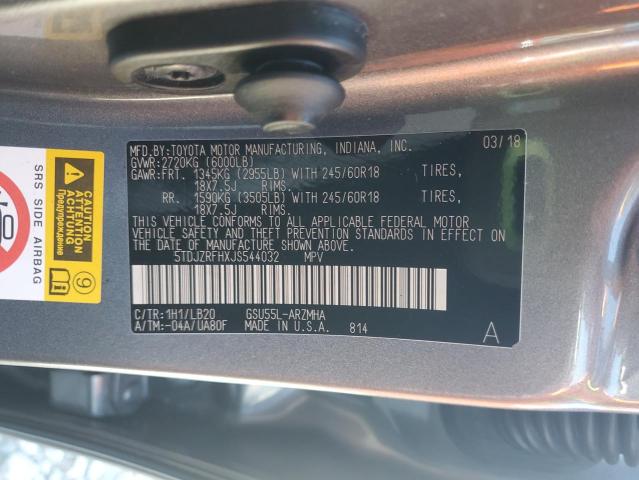 MFD.BY:TOYOTA MOTOR MANUFACTURING, INDIANA, INC. 03/18
GVWR:2720KG (6000LB)
GAWR:FRT. 1345KG (2955LB) WITH 245/60R18 TIRES,
18X7.5J RIMS.
RR. 1590KG (3505LB) WITH 245/60R18 TIRES,
18X7.5J RIMS.
THIS VEHICLE CONFORMS TO ALL APPLICABLE FEDERAL MOTOR
VEHICLE SAFETY AND THEFT PREVENTION STANDARDS IN EFFECT ON
THE DATE OF MANUFACTURE SHOWN ABOVE.
5TDJZRFHXJS544032 MPV
C/TR:1H1/LB20 GSU55L-ARZMHA
A/TM:-04A/UA80F MADE IN U.S.A. 814 A
SRS SIDE AIRBAG
CAUTION
ATTENTION
ACHTUNG
Предупреждение
9